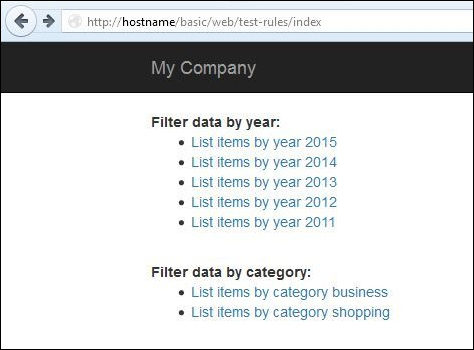 http://hostname/basic/web/test-rules/index
My Company
Filter data by year:
List items by year 2015
List items by year 2014
List items by year 2013
List items by year 2012
List items by year 2011
Filter data by category:
List items by category business
List items by category shopping